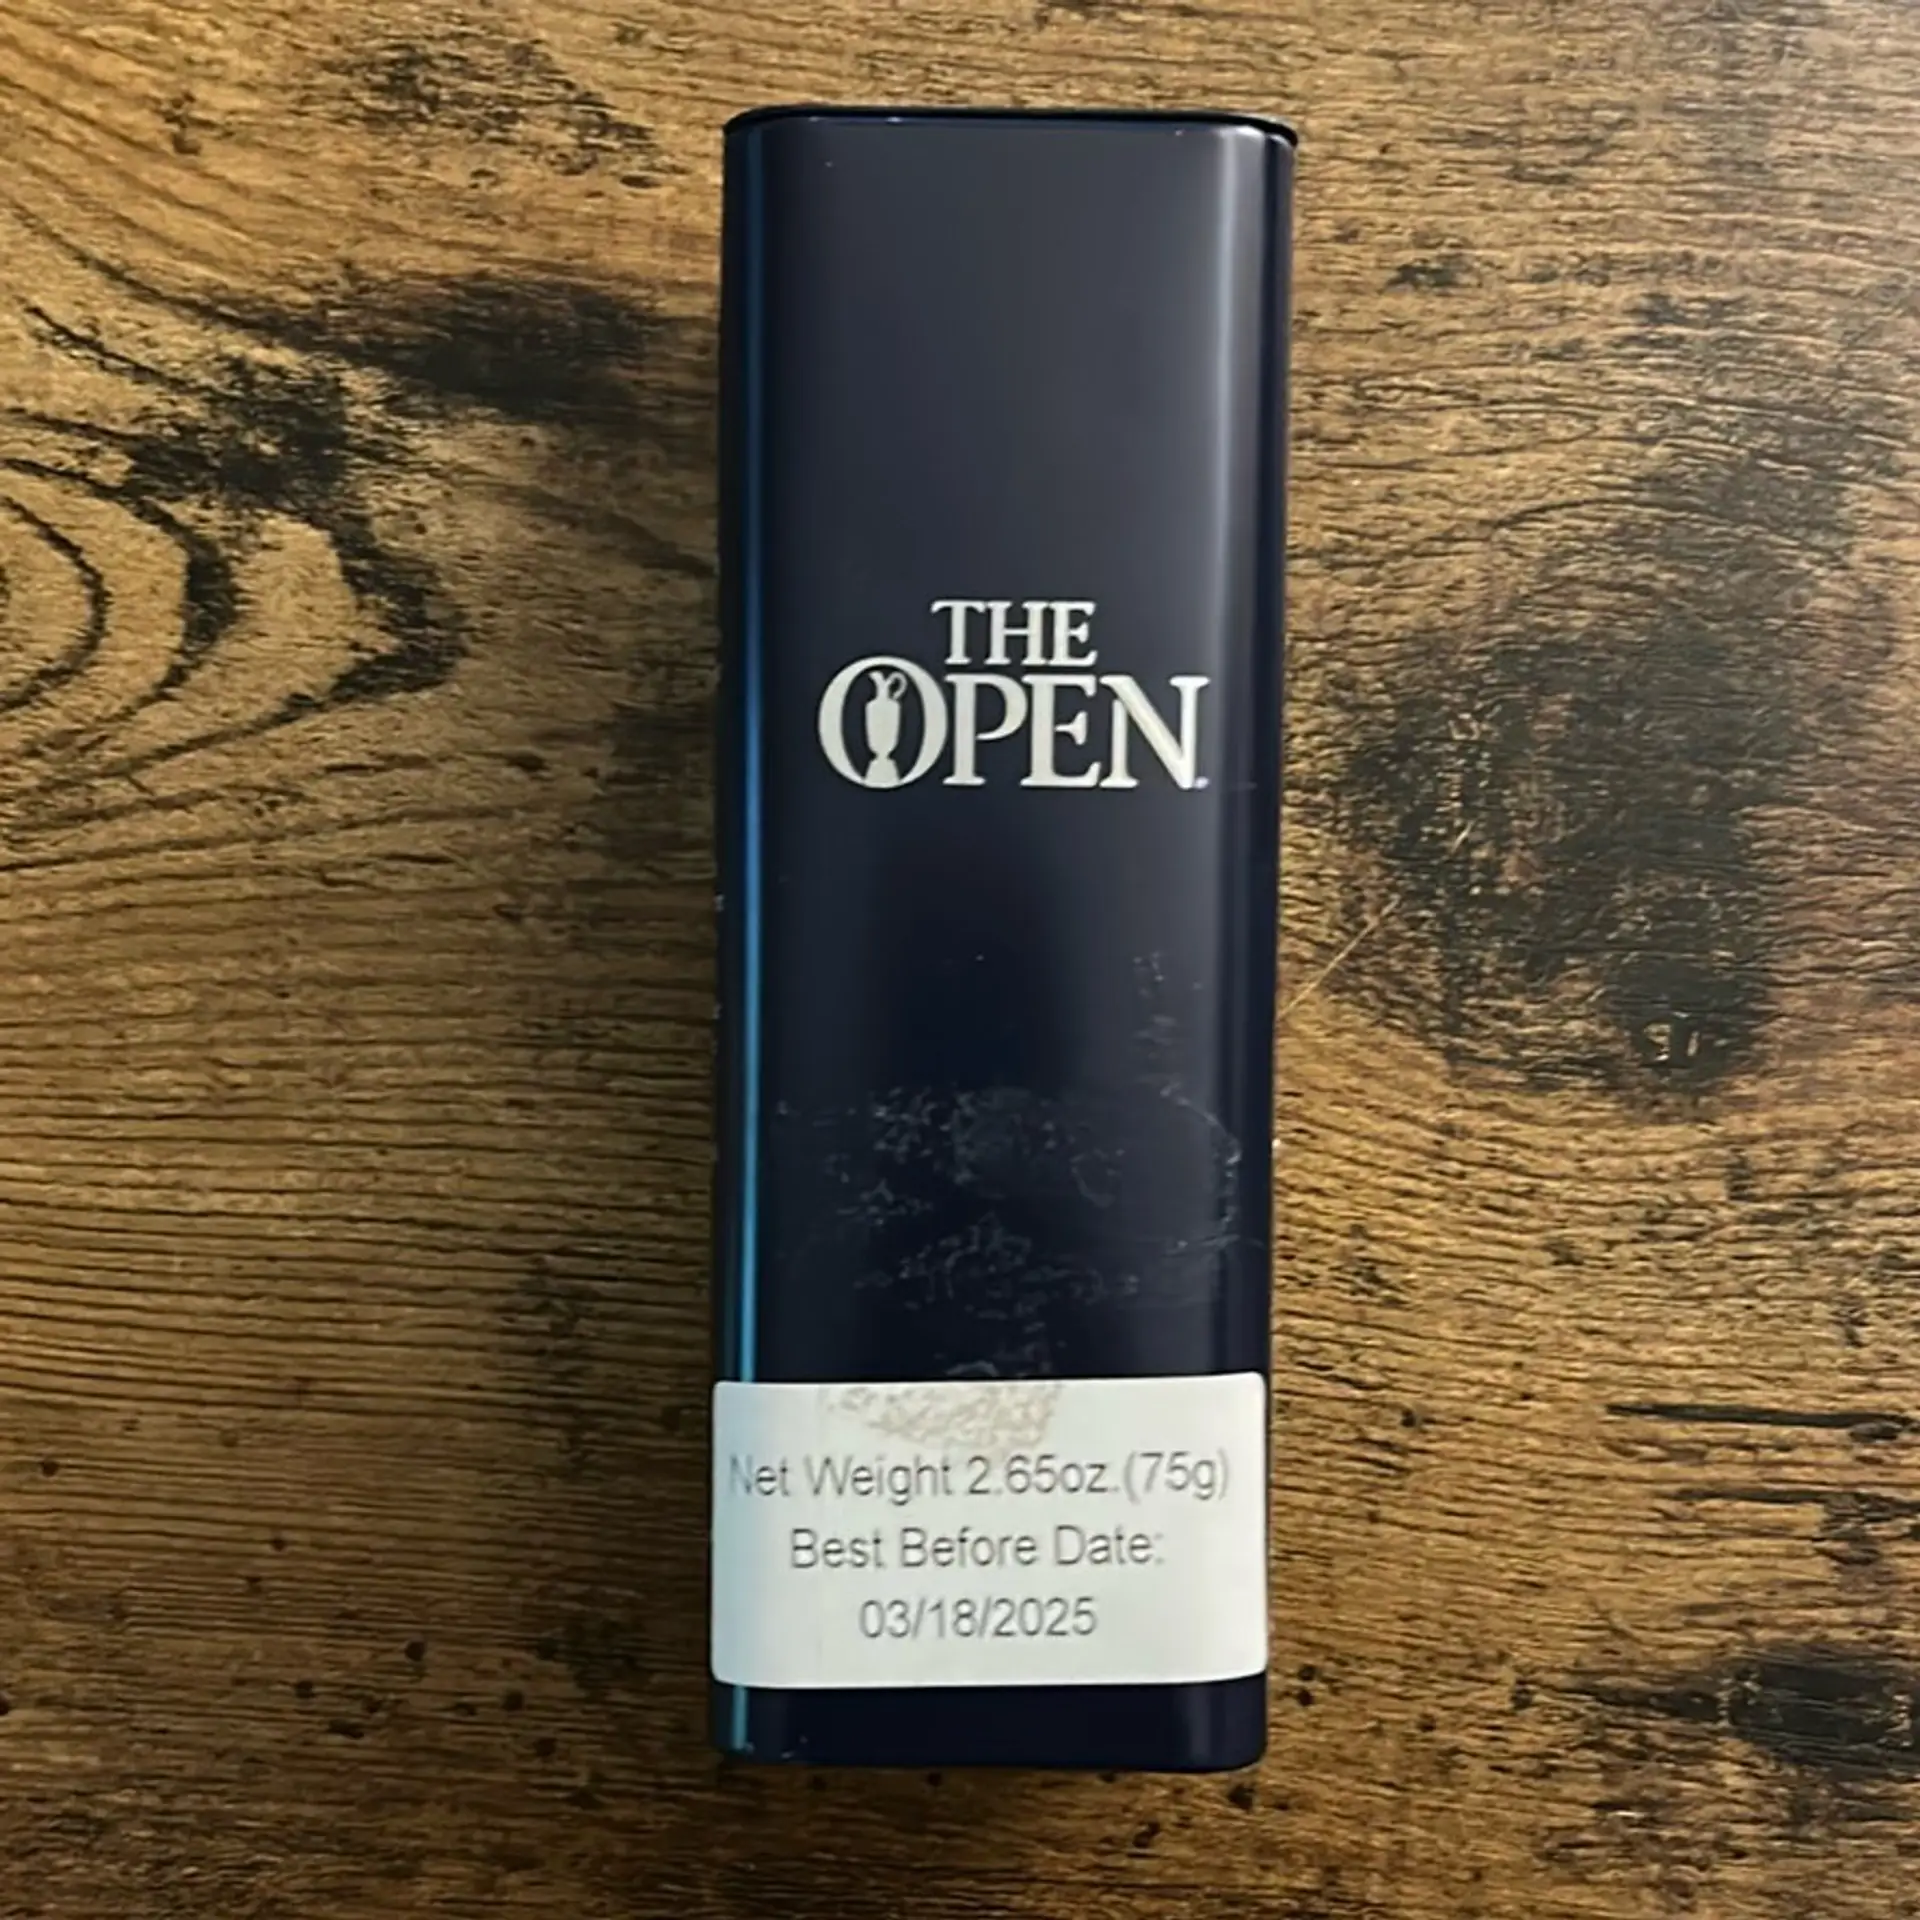 THE
OPEN
Net Weight 2.65oz.(75g)
Best Before Date:
03/18/2025